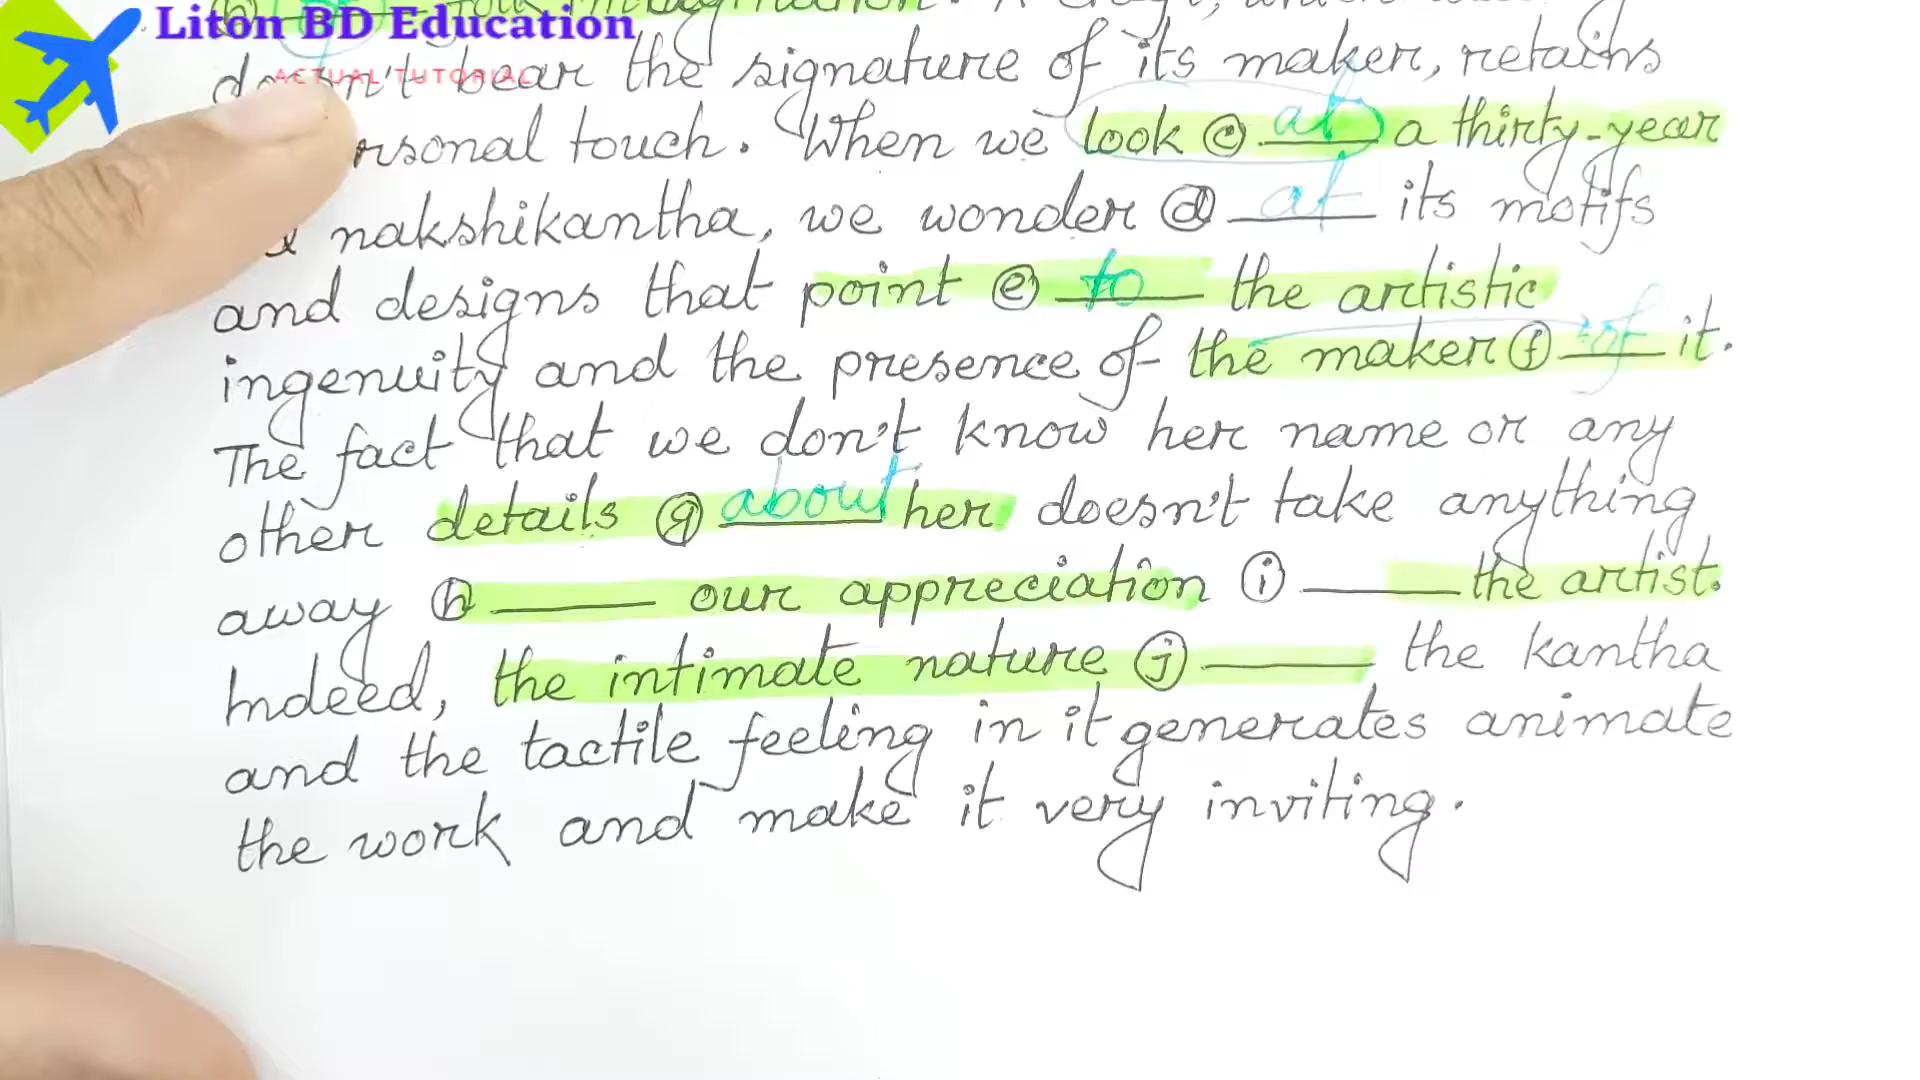 Liton BD Education
ACTUAL TUTORIAL
bear the signature of its maker, retains
touch. When we look (c) at a thirty-year
nakshikantha, we wonder (d) at its motifs
and designs that point (e) to the artistic
ingenuity and the presence of the maker (f) of it.
The fact that we don't know her name or any
other details (g) about her doesn't take anything
away (h) ____ our appreciation (i) ____ the artist.
Indeed, the intimate nature (j) ____ the kantha
and the tactile feeling in it generates animate
the work and make it very inviting.